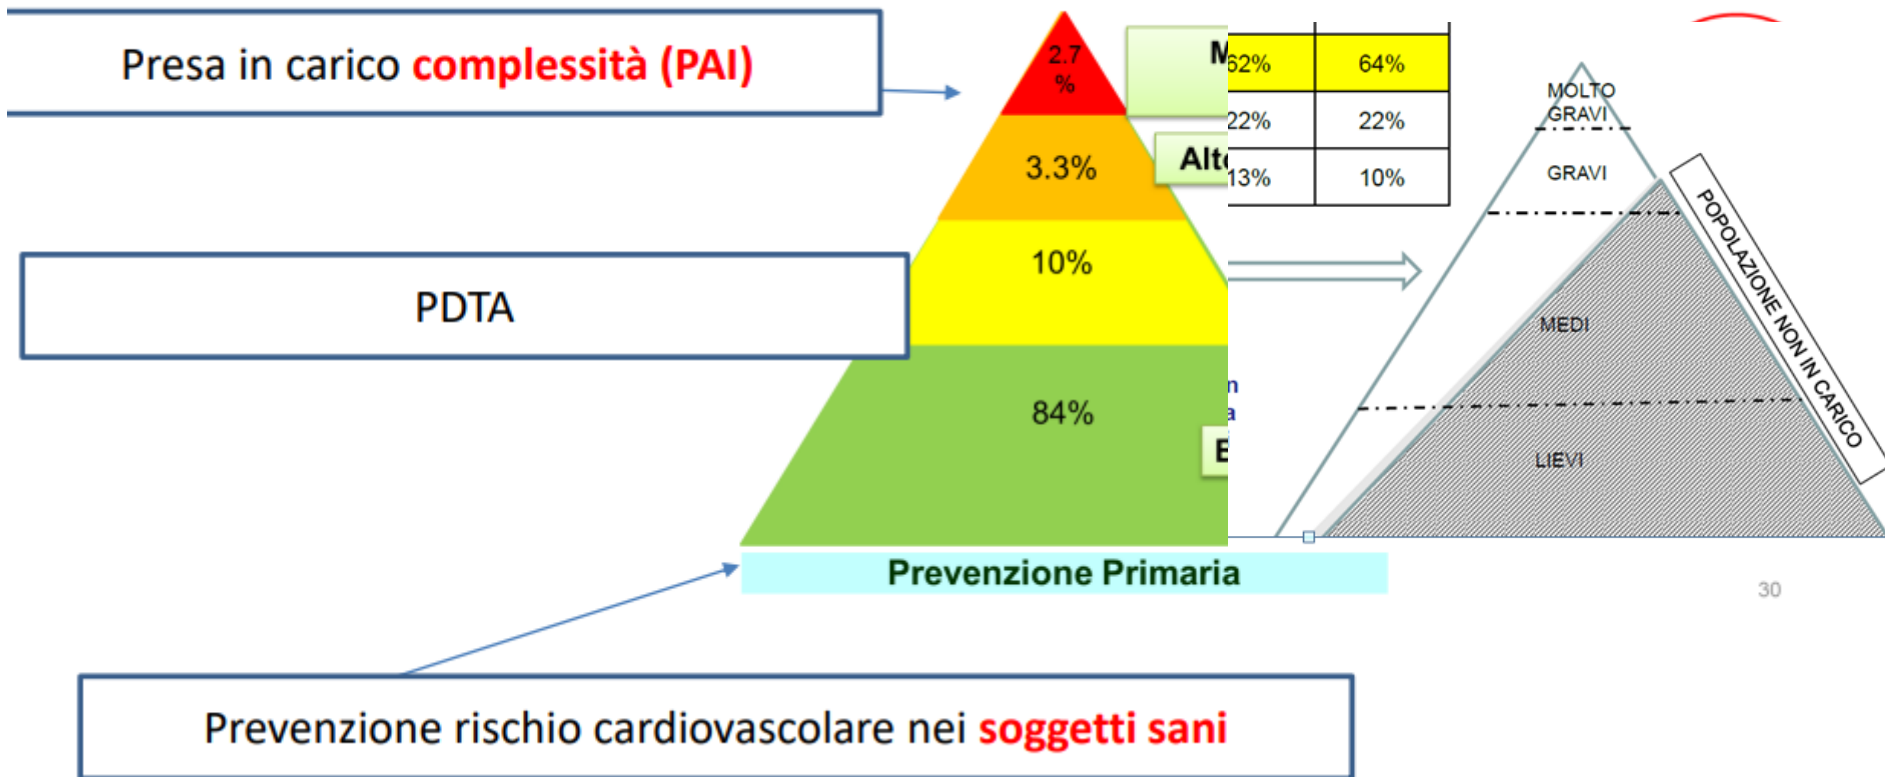 Presa in carico complessità (PAI)
2.7
%
3.3%
10%
84%
PDTA
Prevenzione Primaria
Prevenzione rischio cardiovascolare nei soggetti sani
M
Alt
E
62% 64%
22% 22%
13% 10%
n
a
MOLTO
GRAVI
GRAVI
MEDI
LIEVI
POPOLAZIONE NON IN CARICO
30